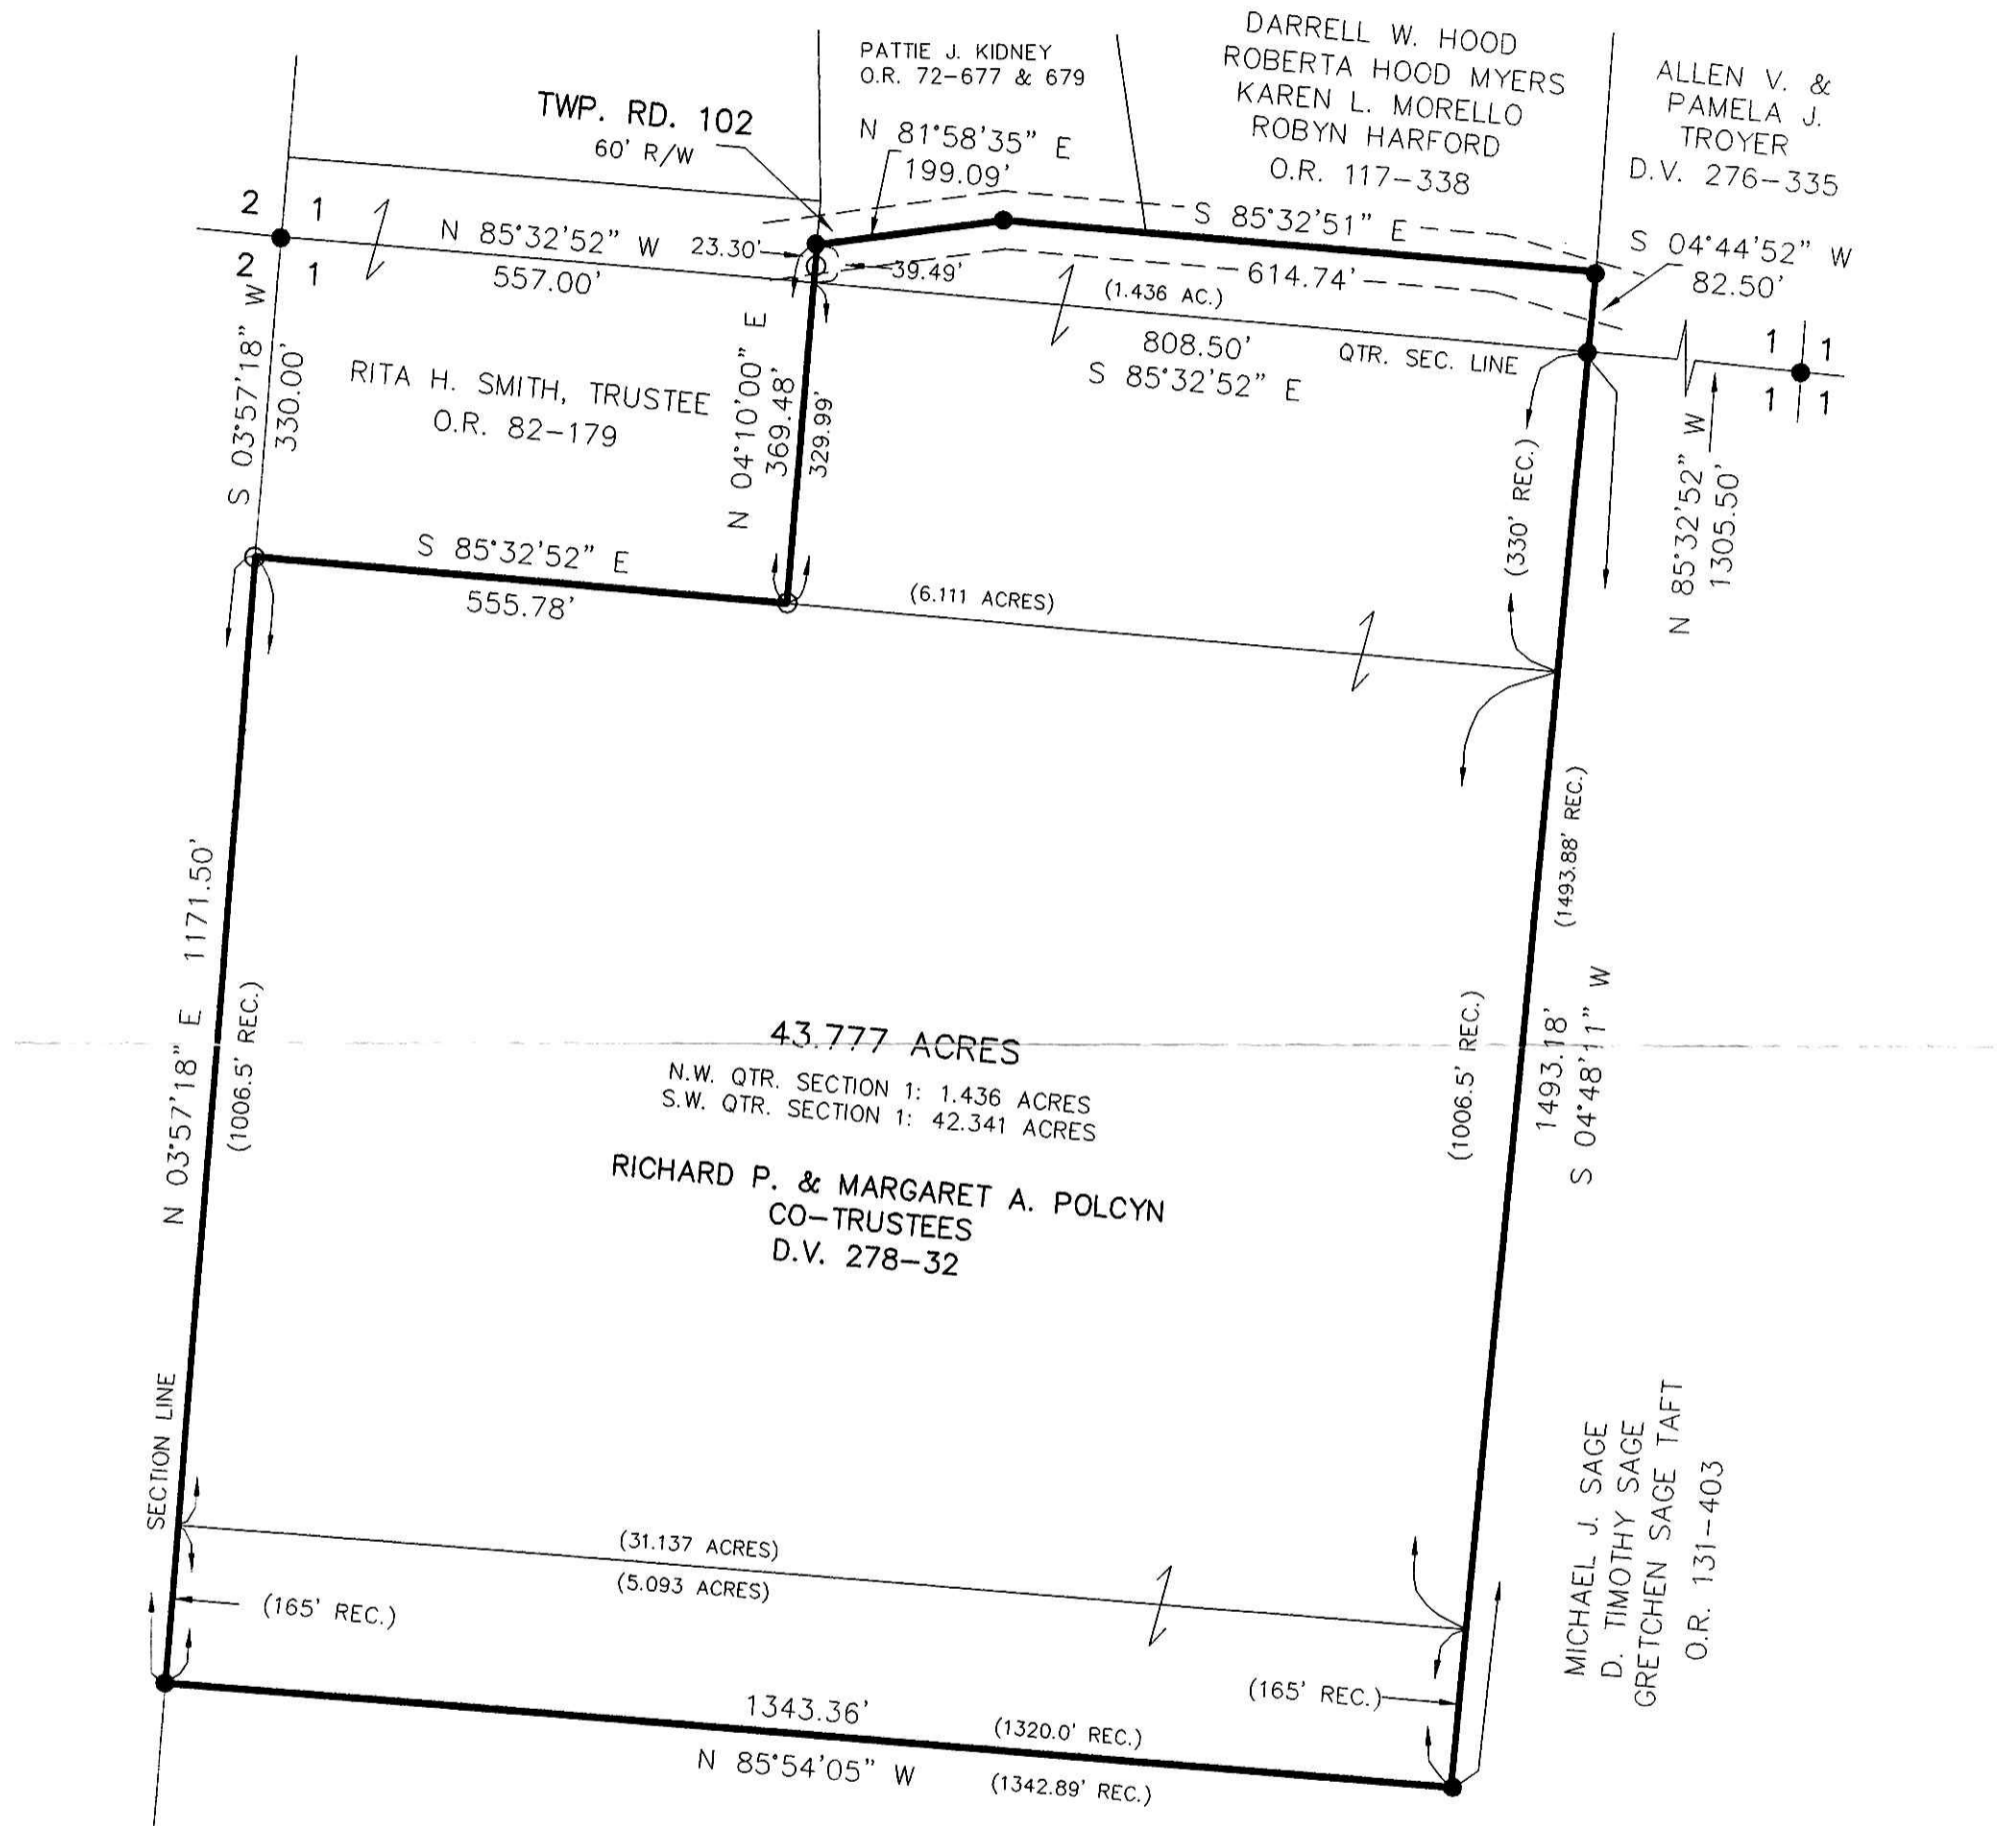 DARRELL W. HOOD
ROBERTA HOOD MYERS
KAREN L. MORELLO
ROBYN HARFORD
O.R. 117-338
PATTIE J. KIDNEY
O.R. 72-677 & 679
ALLEN V. &
PAMELA J.
TROYER
D.V. 276-335
TWP. RD. 102
60' R/W
N 81°58'35" E
199.09'
2 1
2 1
N 85°32'52" W
557.00'
23.30'
39.49'
S 85°32'51" E
614.74'
(1.436 AC.)
S 04°44'52" W
82.50'
808.50'
S 85°32'52" E
QTR. SEC. LINE
1 1
1 1
N 85°32'52" W
1305.50'
S 03°57'18" W
330.00'
RITA H. SMITH, TRUSTEE
O.R. 82-179
N 04°10'00" E
369.48'
329.99'
(330' REC.)
S 85°32'52" E
555.78'
(6.111 ACRES)
N 03°57'18" E 1171.50'
(1006.5' REC.)
(1493.88' REC.)
1493.18'
S 04°48'11" W
(1006.5' REC.)
43.777 ACRES
N.W. QTR. SECTION 1: 1.436 ACRES
S.W. QTR. SECTION 1: 42.341 ACRES
RICHARD P. & MARGARET A. POLCYN
CO-TRUSTEES
D.V. 278-32
SECTION LINE
(31.137 ACRES)
(5.093 ACRES)
(165' REC.)
(165' REC.)
MICHAEL J. SAGE
D. TIMOTHY SAGE
GRETCHEN SAGE TAFT
O.R. 131-403
1343.36'
(1320.0' REC.)
N 85°54'05" W
(1342.89' REC.)